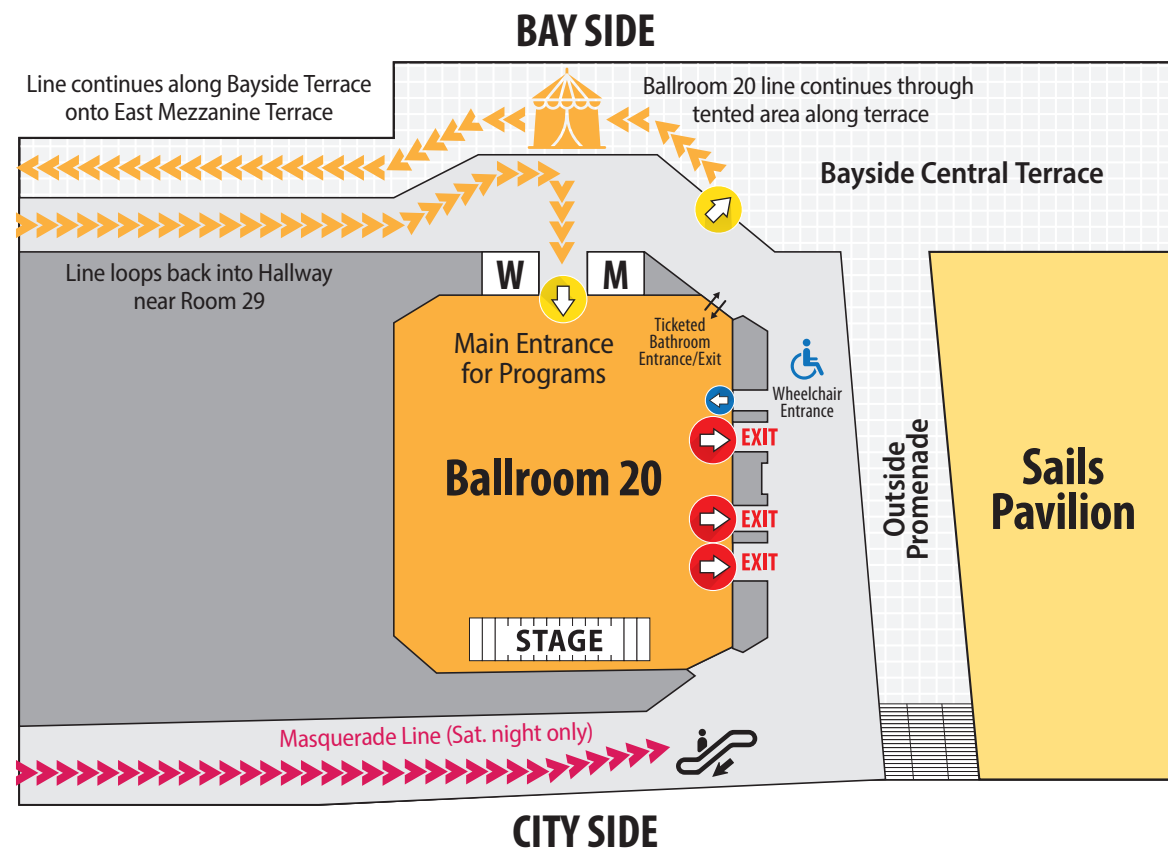 BAY SIDE
Line continues along Bayside Terrace
onto East Mezzanine Terrace
Ballroom 20 line continues through
tented area along terrace
Bayside Central Terrace
Line loops back into Hallway
near Room 29
W
M
Main Entrance
for Programs
Ticketed
Bathroom
Entrance/Exit
Wheelchair
Entrance
EXIT
Ballroom 20
EXIT
EXIT
Outside
Promenade
Sails
Pavilion
STAGE
Masquerade Line (Sat. night only)
CITY SIDE